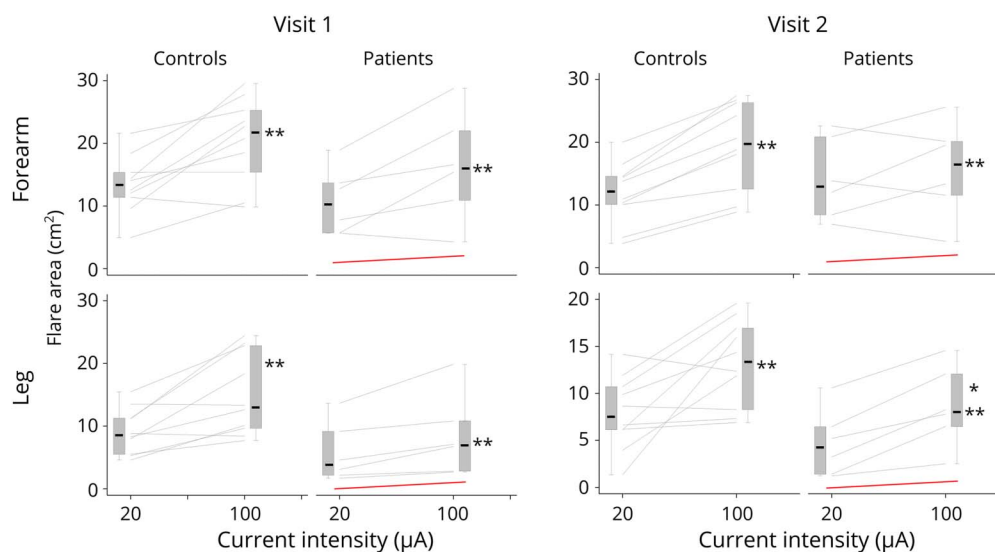 Visit 1 Visit 2
Controls Patients Controls Patients
Forearm
Flare area (cm²)
30 30
20 ** ** 20 ** **
10 10
0 0
Leg
30 20
20 ** 15 *
10 ** 10 ** **
5
0 0
20 100 20 100 20 100 20 100
Current intensity (µA) Current intensity (µA)